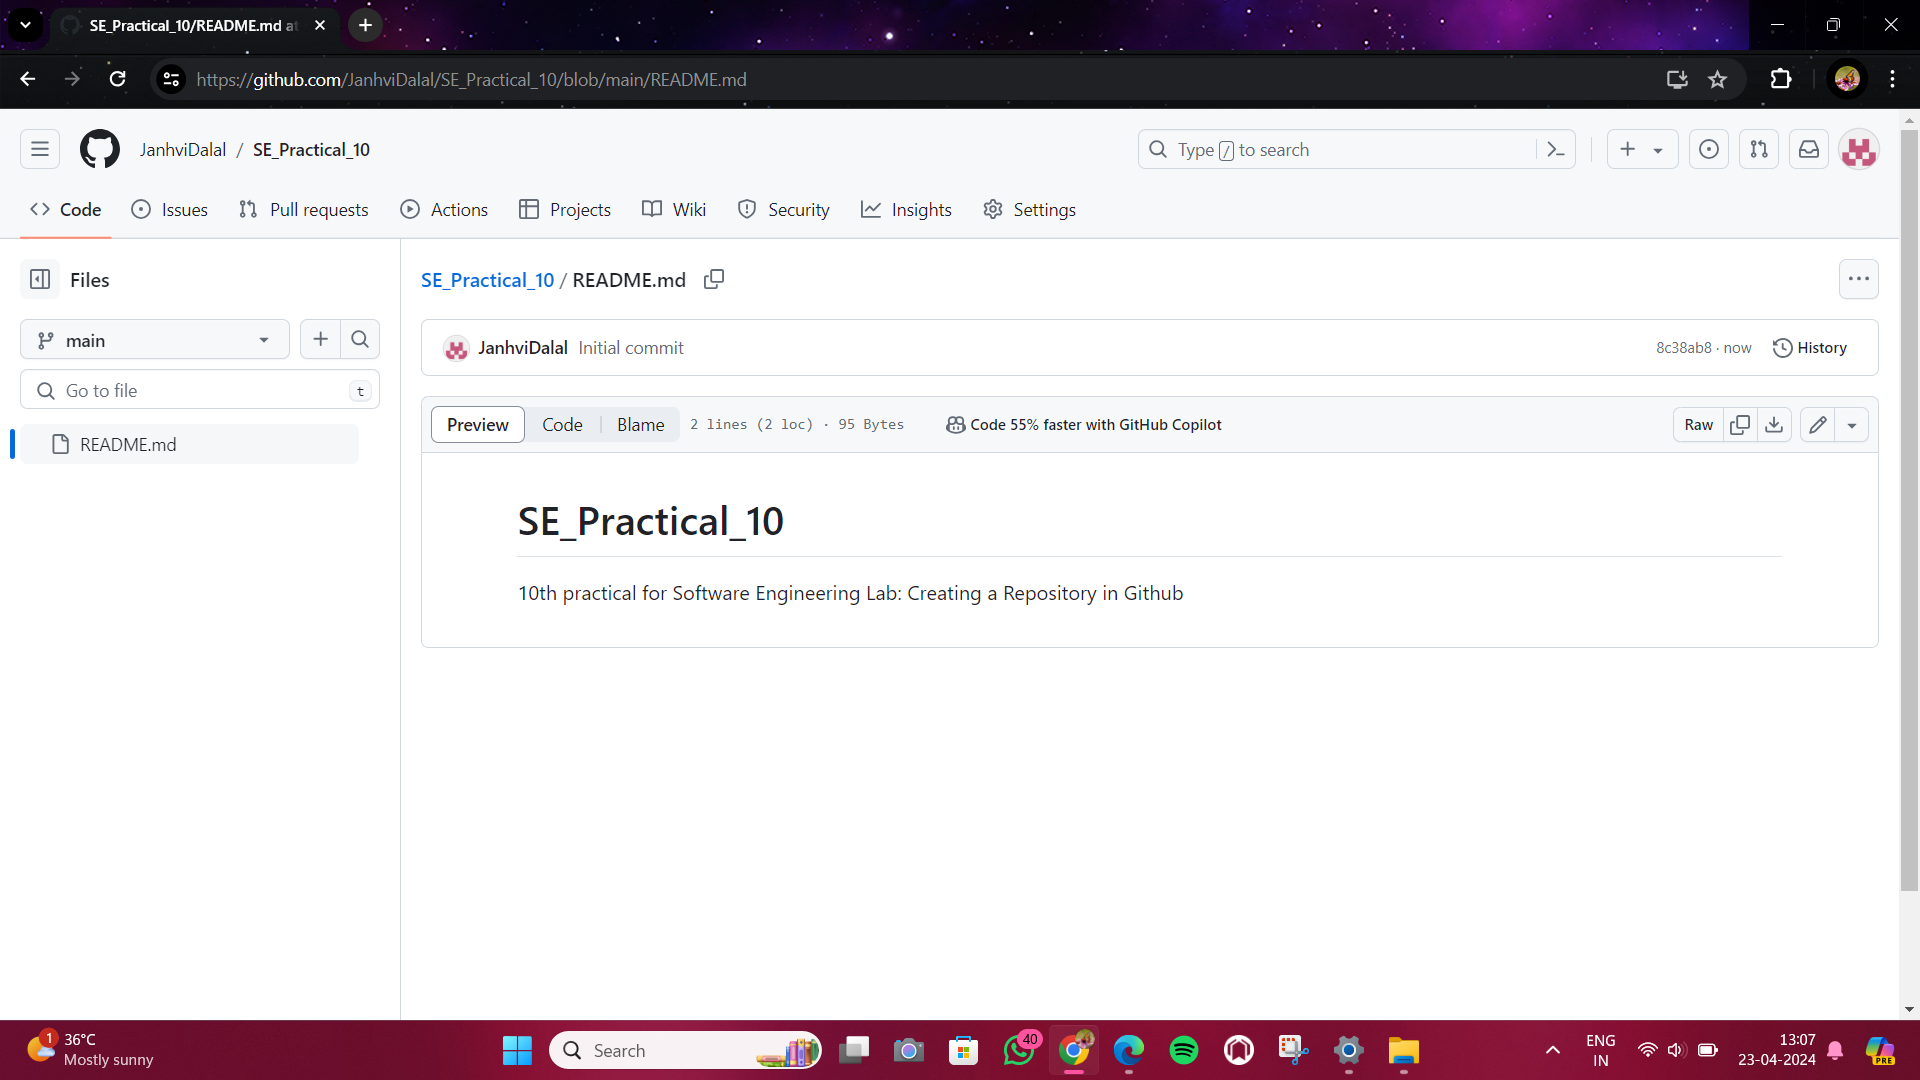 SE_Practical_10/README.md at
https://github.com/JanhviDalal/SE_Practical_10/blob/main/README.md
JanhviDalal / SE_Practical_10
Type / to search
Code
Issues
Pull requests
Actions
Projects
Wiki
Security
Insights
Settings
Files
main
Go to file
t
README.md
SE_Practical_10 / README.md
JanhviDalal Initial commit
8c38ab8 · now
History
Preview
Code
Blame
2 lines (2 loc) · 95 Bytes
Code 55% faster with GitHub Copilot
Raw
SE_Practical_10
10th practical for Software Engineering Lab: Creating a Repository in Github
1
36°C
Mostly sunny
Search
40
ENG
IN
13:07
23-04-2024
PRE